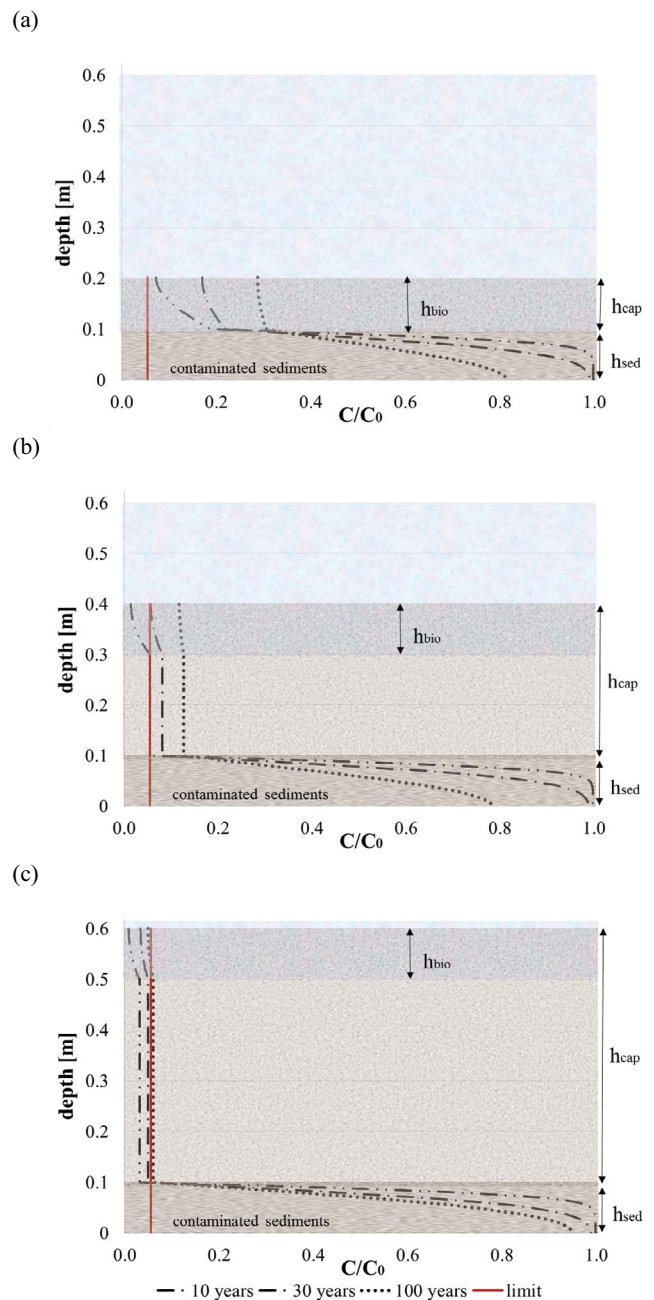 (a)
0.6
0.5
0.4
0.3
0.2
0.1
0
depth [m]
hbio
hcap
hsed
contaminated sediments
0.0 0.2 0.4 0.6 0.8 1.0
C/C0
(b)
0.6
0.5
0.4
0.3
0.2
0.1
0
depth [m]
hbio
hcap
hsed
contaminated sediments
0.0 0.2 0.4 0.6 0.8 1.0
C/C0
(c)
0.6
0.5
0.4
0.3
0.2
0.1
0
depth [m]
hbio
hcap
hsed
contaminated sediments
0.0 0.2 0.4 0.6 0.8 1.0
C/C0
10 years 30 years 100 years limit